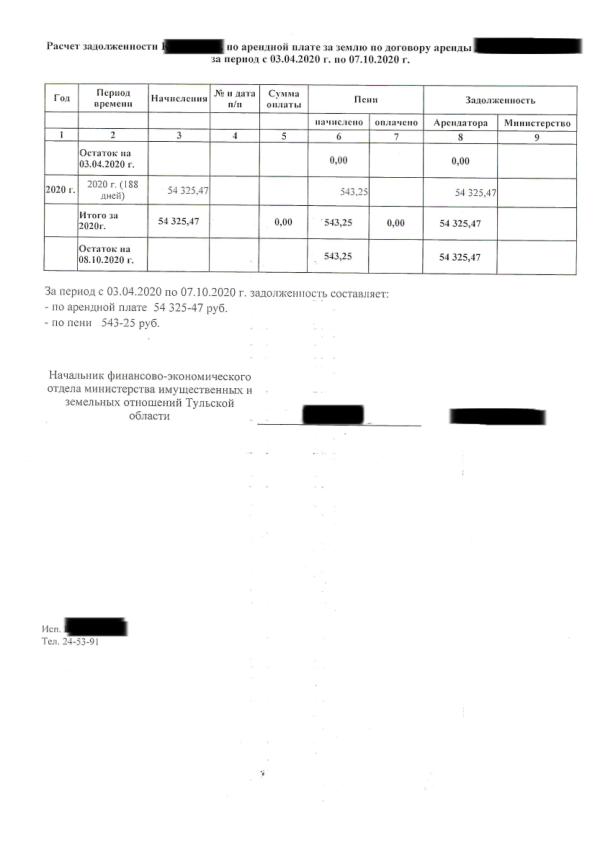 Расчет задолженности по арендной плате за землю по договору аренды
за период с 03.04.2020 г. по 07.10.2020 г.
Год Период времени Начисления № и дата п/п Сумма оплаты Пени Задолженность
начислено оплачено Арендатора Министерство
1 2 3 4 5 6 7 8 9
Остаток на 03.04.2020 г. 0,00 0,00
2020 г. 2020 г. (188 дней) 54 325,47 543,25 54 325,47
Итого за 2020г. 54 325,47 0,00 543,25 0,00 54 325,47
Остаток на 08.10.2020 г. 543,25 54 325,47
За период с 03.04.2020 по 07.10.2020 г. задолженность составляет:
- по арендной плате 54 325-47 руб.
- по пени 543-25 руб.
Начальник финансово-экономического
отдела министерства имущественных и
земельных отношений Тульской
области
Исп.
Тел. 24-53-91